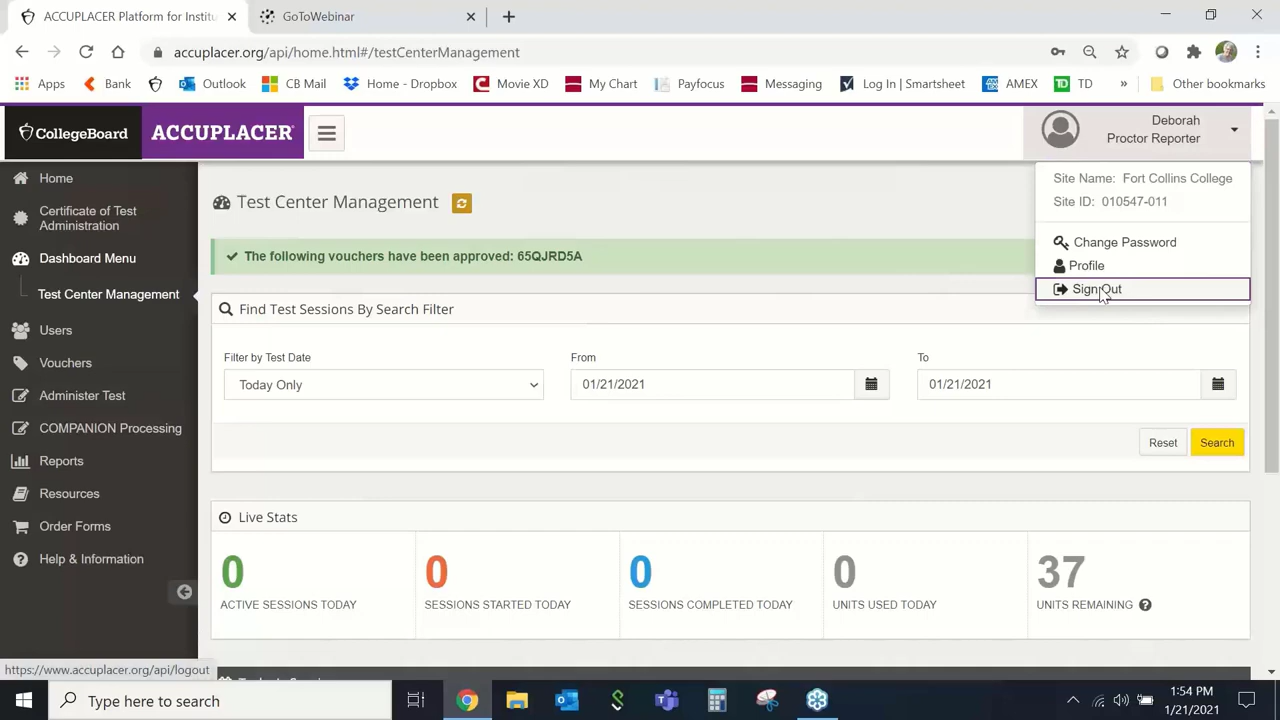 ACCUPLACER Platform for Institu
GoToWebinar
accuplacer.org/api/home.html#/testCenterManagement
Apps
Bank
Outlook
CB Mail
Home - Dropbox
Movie XD
My Chart
Payfocus
Messaging
Log In | Smartsheet
AMEX
TD
TD
»
Other bookmarks
CollegeBoard
ACCUPLACER
Deborah
Proctor Reporter
Site Name: Fort Collins College
Site ID: 010547-011
Change Password
Profile
Sign Out
Home
Certificate of Test
Administration
Dashboard Menu
Test Center Management
Users
Vouchers
Administer Test
COMPANION Processing
Reports
Resources
Order Forms
Help & Information
Test Center Management
The following vouchers have been approved: 65QJRD5A
Find Test Sessions By Search Filter
Filter by Test Date
From
To
Today Only
01/21/2021
01/21/2021
Reset
Search
Live Stats
0
0
0
0
37
ACTIVE SESSIONS TODAY
SESSIONS STARTED TODAY
SESSIONS COMPLETED TODAY
UNITS USED TODAY
UNITS REMAINING
https://www.accuplacer.org/api/logout
Type here to search
1:54 PM
1/21/2021